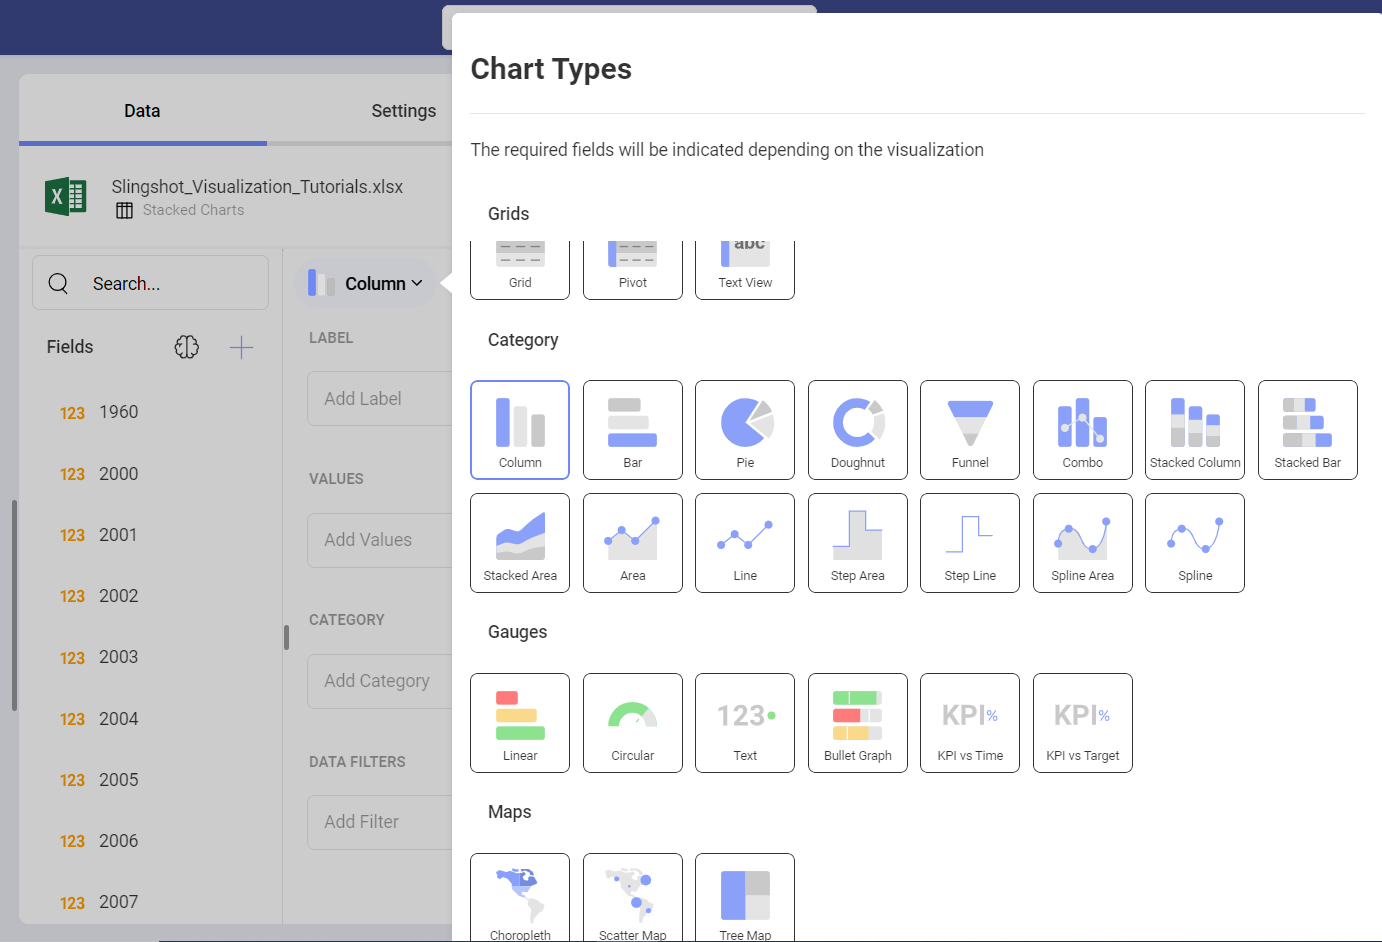 Chart Types
Data
Settings
The required fields will be indicated depending on the visualization
Slingshot_Visualization_Tutorials.xlsx
Stacked Charts
Grids
abc
Grid
Pivot
Text View
Search...
Column
Fields
LABEL
Add Label
VALUES
Add Values
CATEGORY
Add Category
DATA FILTERS
Add Filter
123 1960
123 2000
123 2001
123 2002
123 2003
123 2004
123 2005
123 2006
123 2007
Category
Column
Bar
Pie
Doughnut
Funnel
Combo
Stacked Column
Stacked Bar
Stacked Area
Area
Line
Step Area
Step Line
Spline Area
Spline
Gauges
Linear
Circular
123
Text
Bullet Graph
KPI%
KPI vs Time
KPI%
KPI vs Target
Maps
Choropleth
Scatter Map
Tree Map